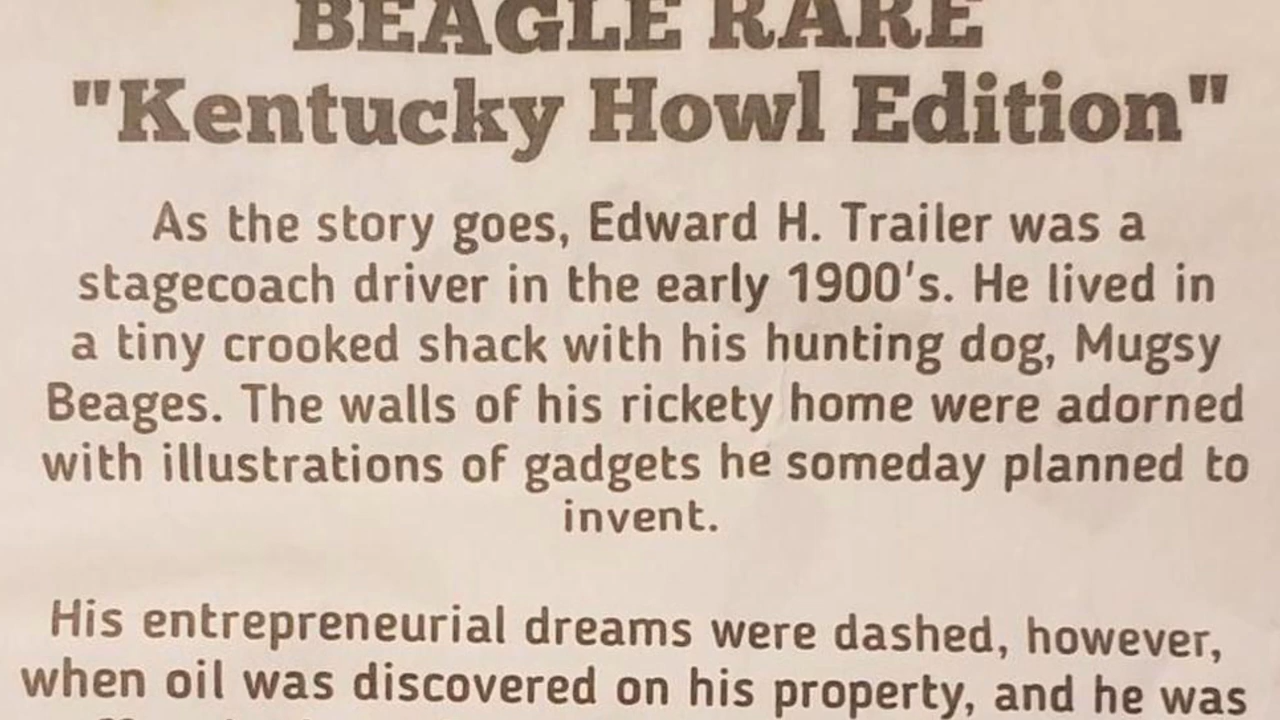 BEAGLE RARE
"Kentucky Howl Edition"
As the story goes, Edward H. Trailer was a
stagecoach driver in the early 1900's. He lived in
a tiny crooked shack with his hunting dog, Mugsy
Beages. The walls of his rickety home were adorned
with illustrations of gadgets he someday planned to
invent.
His entrepreneurial dreams were dashed, however,
when oil was discovered on his property, and he was